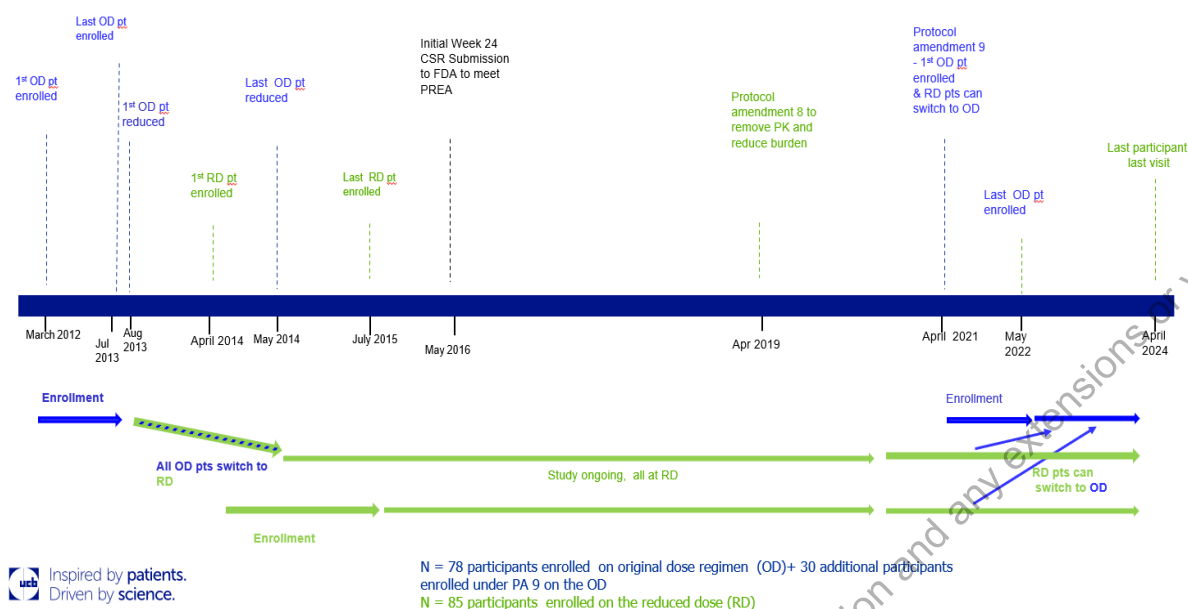 Last OD pt
enrolled
1st OD pt
enrolled
1st OD pt
reduced
Last OD pt
reduced
1st RD pt
enrolled
Last RD pt
enrolled
Initial Week 24
CSR Submission
to FDA to meet
PREA
Protocol
amendment 8 to
remove PK and
reduce burden
Protocol
amendment 9
- 1st OD pt
enrolled
& RD pts can
switch to OD
Last OD pt
enrolled
Last participant
last visit
March 2012
Jul
2013
Aug
2013
April 2014
May 2014
July 2015
May 2016
Apr 2019
April 2021
May
2022
April
2024
Enrollment
All OD pts switch to
RD
Study ongoing, all at RD
Enrollment
Enrollment
RD pts can
switch to OD
ucb
Inspired by patients.
Driven by science.
N = 78 participants enrolled on original dose regimen (OD)+ 30 additional participants
enrolled under PA 9 on the OD
N = 85 participants enrolled on the reduced dose (RD)
ion and any extensions or v